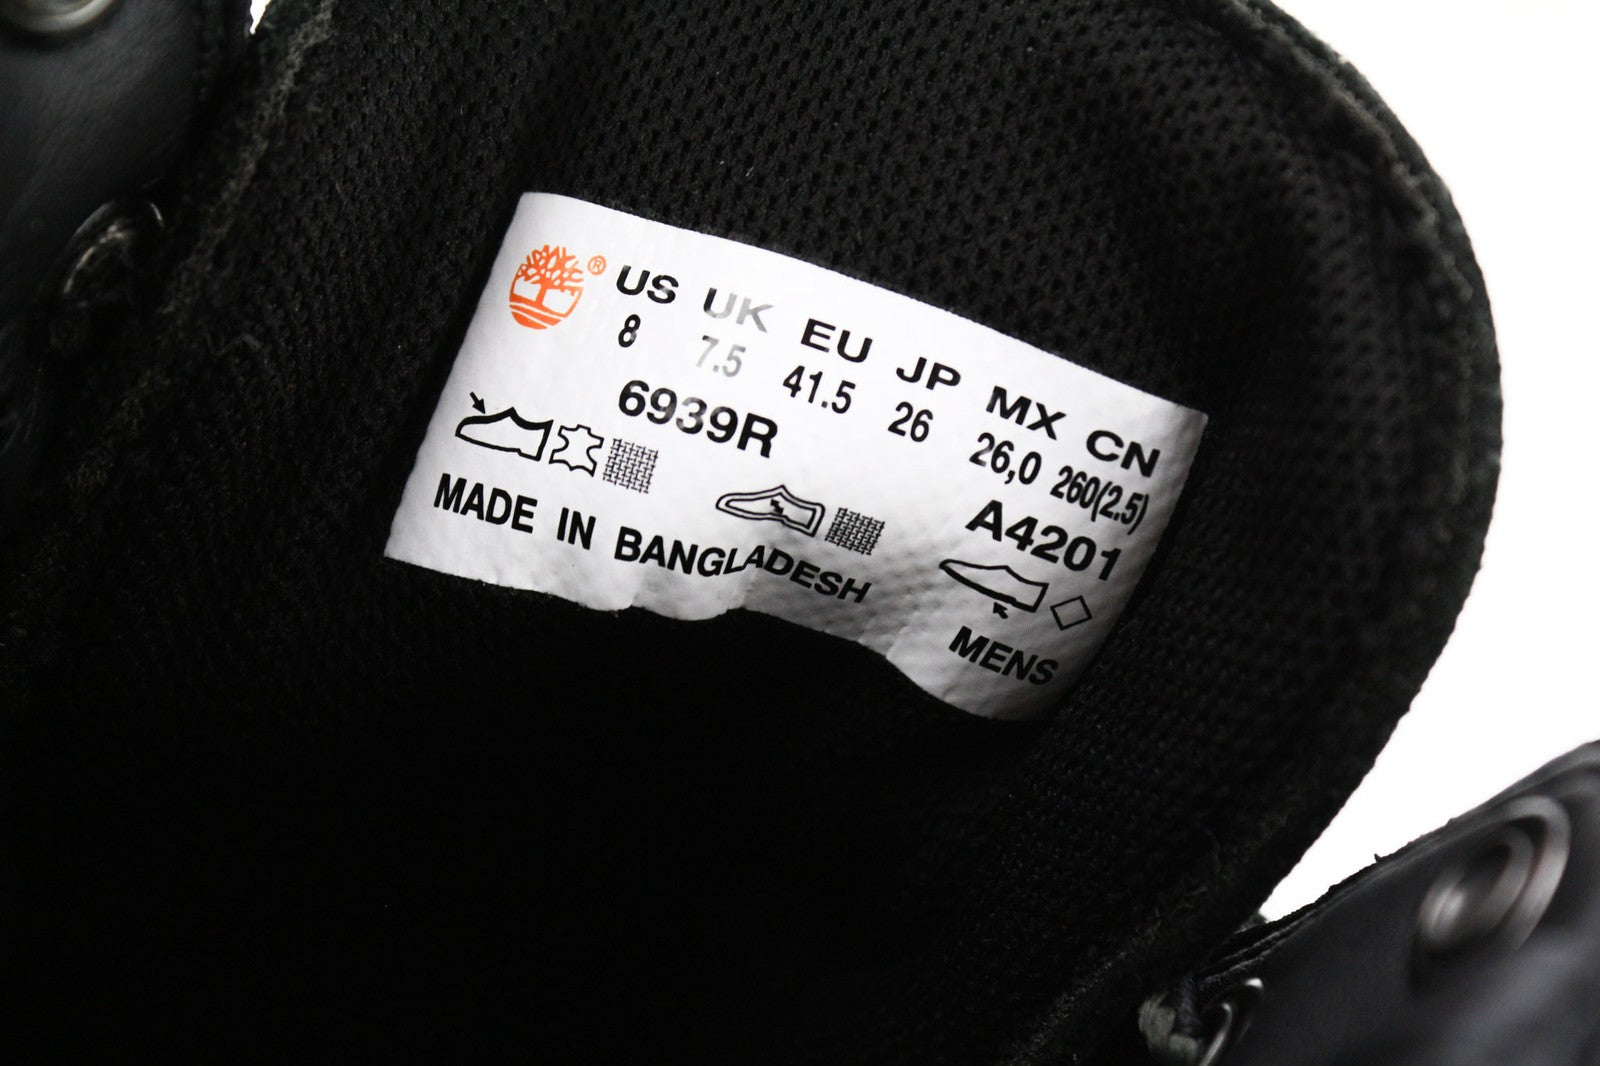 ® US UK EU JP MX CN
8 7.5 41.5 26 26,0 260(2.5)
6939R A4201
MADE IN BANGLADESH MENS